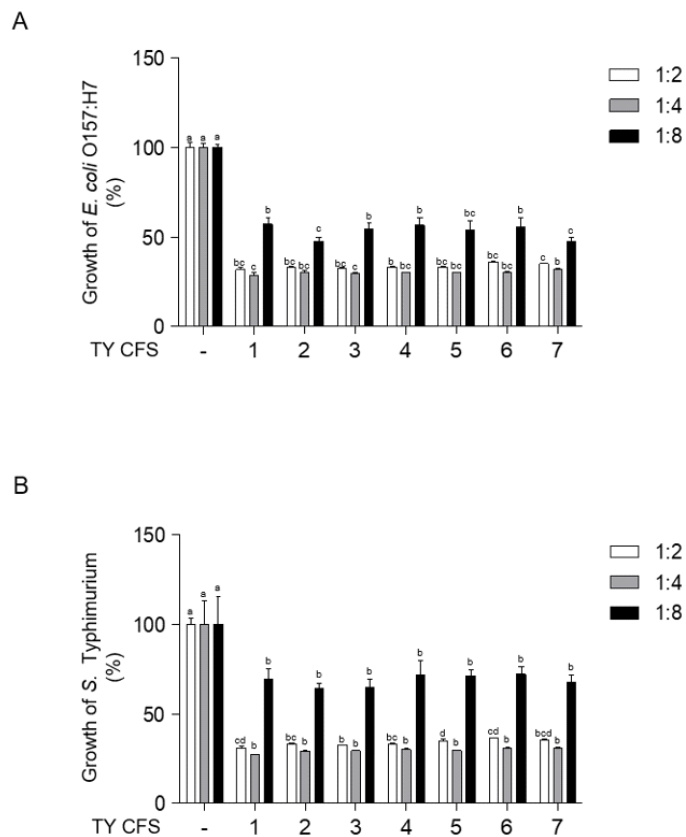 A
150
100
50
0
Growth of E. coli O157:H7
(%)
1:2
1:4
1:8
a a a
bc c b
bc bc c
bc c b
b bc b
bc bc bc
bc bc b
c b c
TY CFS - 1 2 3 4 5 6 7
B
150
100
50
0
Growth of S. Typhimurium
(%)
1:2
1:4
1:8
a a a
cd b b
bc b b
b b b
bc b b
d b b
cd b b
bcd b b
TY CFS - 1 2 3 4 5 6 7